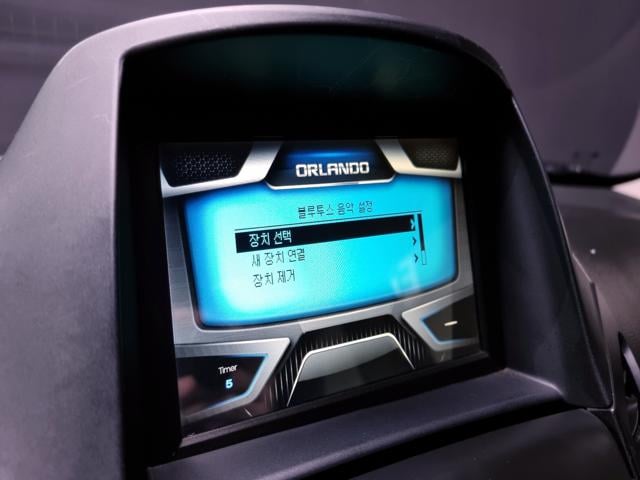 ORLANDO
블루투스 음악 설정
장치 선택
새 장치 연결
장치 제거
Timer
5